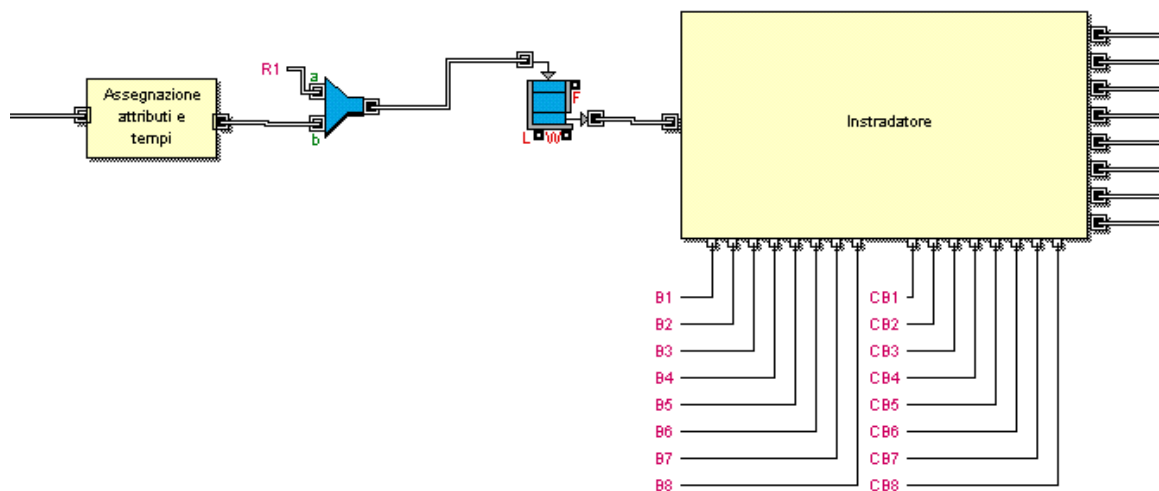 R1
a
Assegnazione
attributi e
tempi
b
F
L
W
Instradatore
B1
B2
B3
B4
B5
B6
B7
B8
CB1
CB2
CB3
CB4
CB5
CB6
CB7
CB8